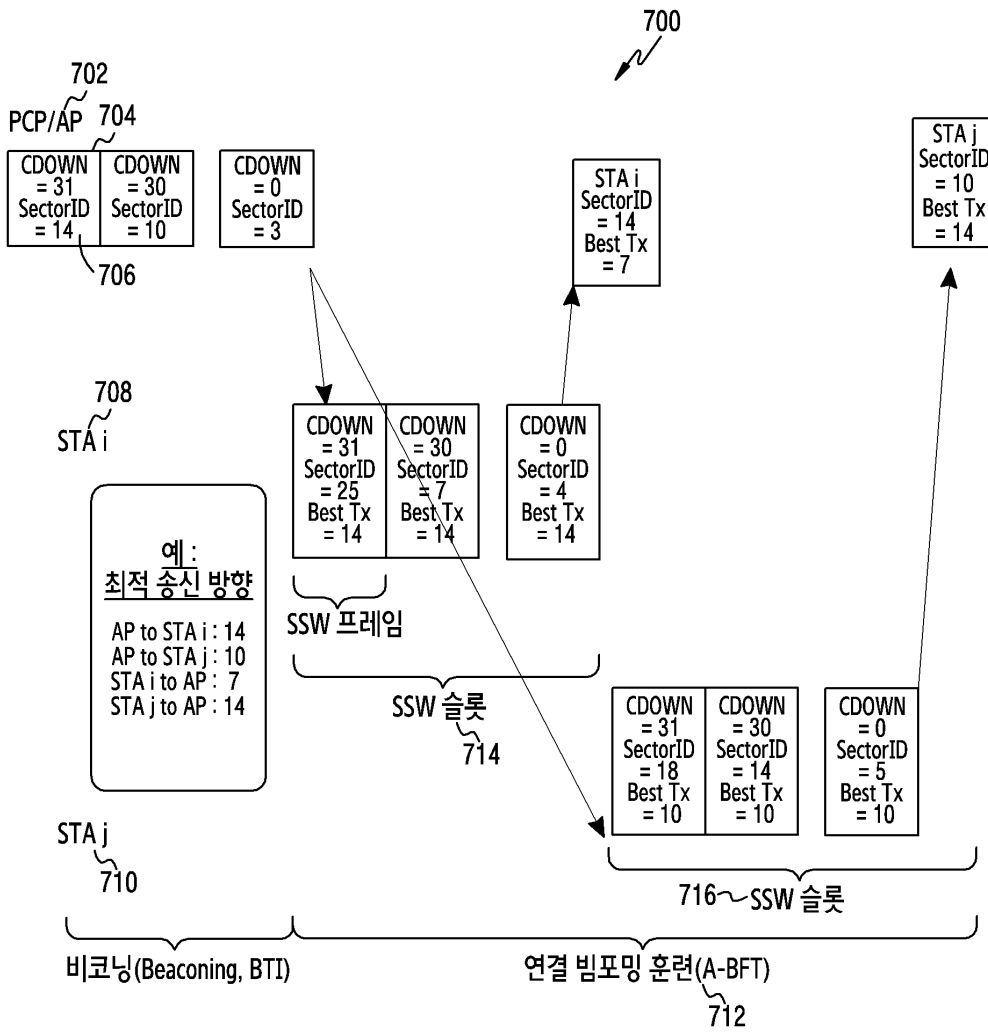 700
702
PCP/AP
704
CDOWN
= 31
SectorID
= 14
CDOWN
= 30
SectorID
= 10
CDOWN
= 0
SectorID
= 3
706
STA i
SectorID
= 14
Best Tx
= 7
STA j
SectorID
= 10
Best Tx
= 14
708
STA i
CDOWN
= 31
SectorID
= 25
Best Tx
= 14
CDOWN
= 30
SectorID
= 7
Best Tx
= 14
CDOWN
= 0
SectorID
= 4
Best Tx
= 14
SSW 프레임
SSW 슬롯
714
예 :
최적 송신 방향
AP to STA i : 14
AP to STA j : 10
STA i to AP : 7
STA j to AP : 14
CDOWN
= 31
SectorID
= 18
Best Tx
= 10
CDOWN
= 30
SectorID
= 14
Best Tx
= 10
CDOWN
= 0
SectorID
= 5
Best Tx
= 10
STA j
710
716 SSW 슬롯
비코닝(Beaconing, BTI)
연결 빔포밍 훈련(A-BFT)
712